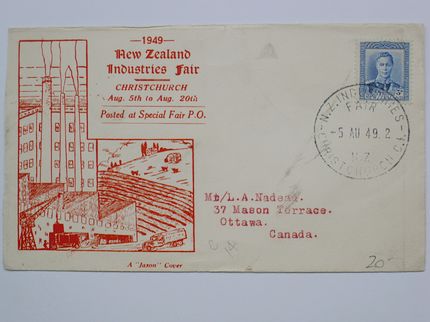 —1949—
New Zealand
Industries Fair
CHRISTCHURCH
Aug. 5th to Aug. 20th
Posted at Special Fair P.O.
N.Z. INDUSTRIES
FAIR
-5 AU 49. 2
N.Z.
CHRISTCHURCH C.
L.A. Nadeau.
37 Mason Terrace.
Ottawa.
Canada.
A "Jason" Cover
20-